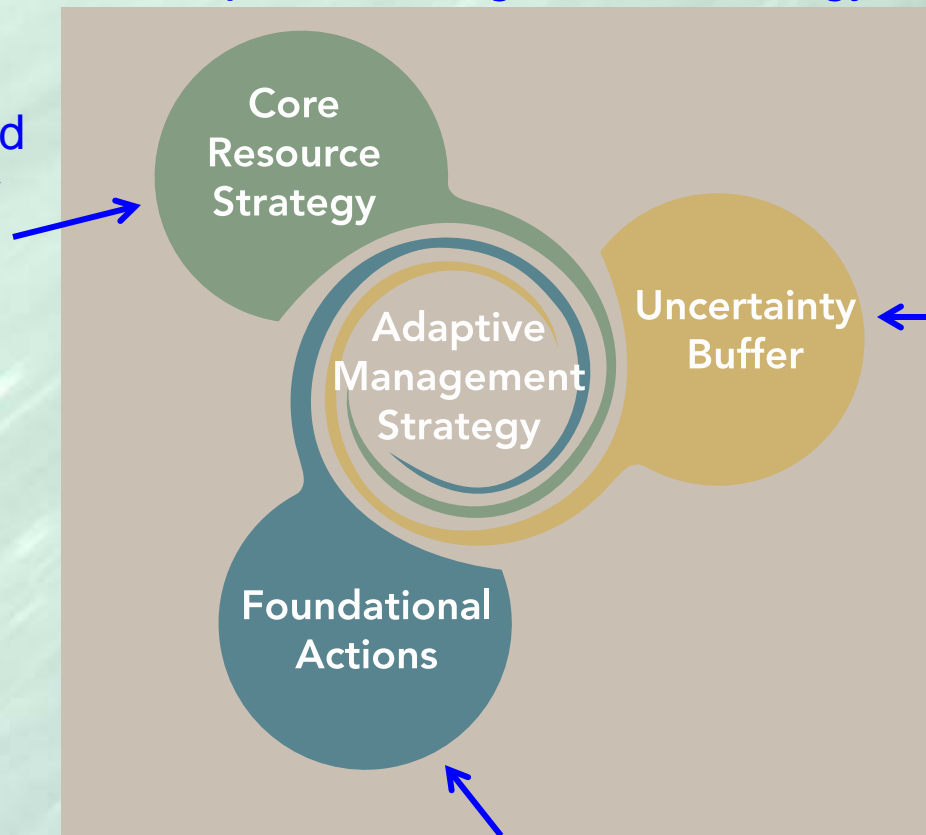 d
Core
Resource
Strategy
Uncertainty
Buffer
Adaptive
Management
Strategy
Foundational
Actions